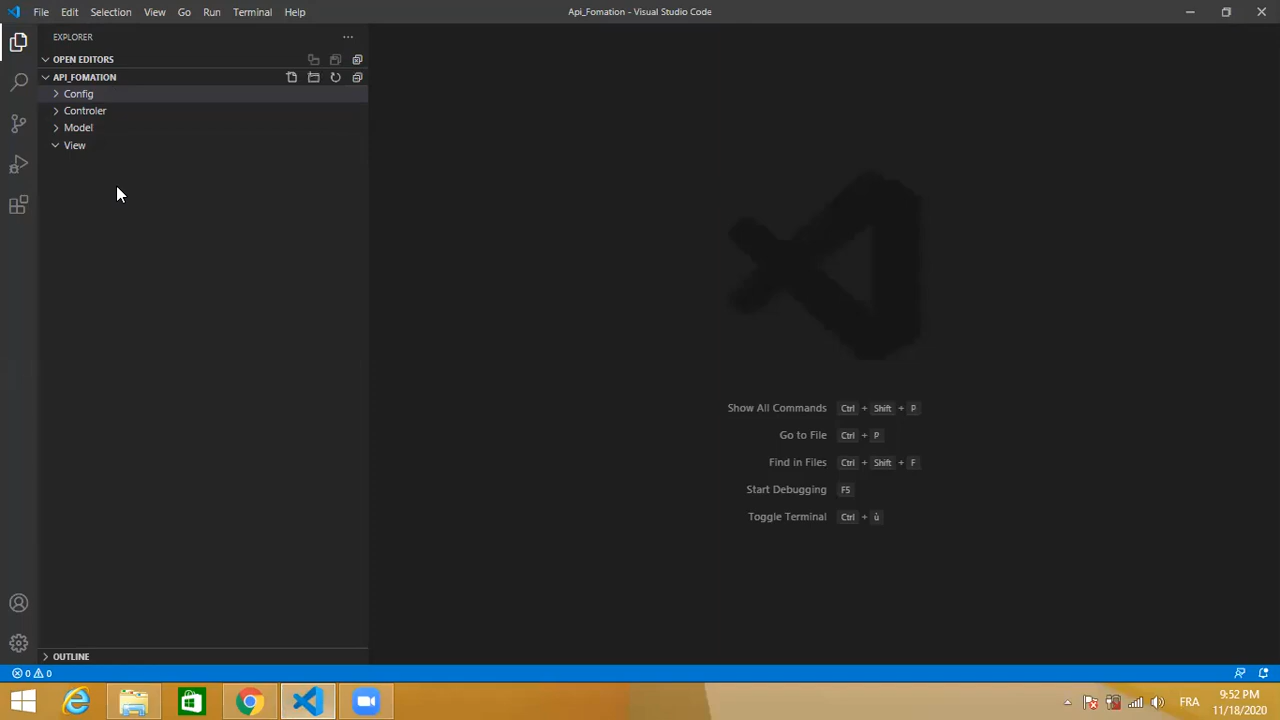 File Edit Selection View Go Run Terminal Help
Api_Fomation - Visual Studio Code
EXPLORER
OPEN EDITORS
API_FOMATION
Config
Controler
Model
View
Show All Commands Ctrl + Shift + P
Go to File Ctrl + P
Find in Files Ctrl + Shift + F
Start Debugging F5
Toggle Terminal Ctrl + ù
OUTLINE
0 0
FRA
9:52 PM
11/18/2020